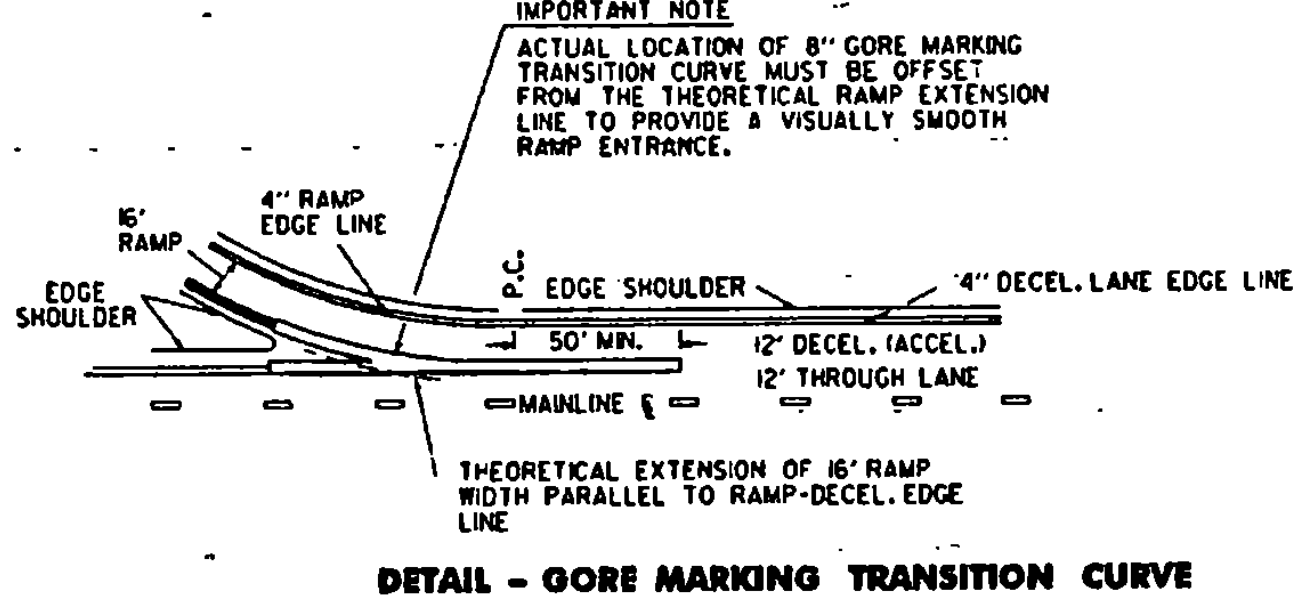 IMPORTANT NOTE
ACTUAL LOCATION OF 8" GORE MARKING
TRANSITION CURVE MUST BE OFFSET
FROM THE THEORETICAL RAMP EXTENSION
LINE TO PROVIDE A VISUALLY SMOOTH
RAMP ENTRANCE.
4" RAMP
EDGE LINE
16'
RAMP
EDGE
SHOULDER
P.C.
EDGE SHOULDER
4" DECEL. LANE EDGE LINE
50' MIN.
12' DECEL. (ACCEL.)
12' THROUGH LANE
MAINLINE ℄
THEORETICAL EXTENSION OF 16' RAMP
WIDTH PARALLEL TO RAMP-DECEL. EDGE
LINE
DETAIL - GORE MARKING TRANSITION CURVE